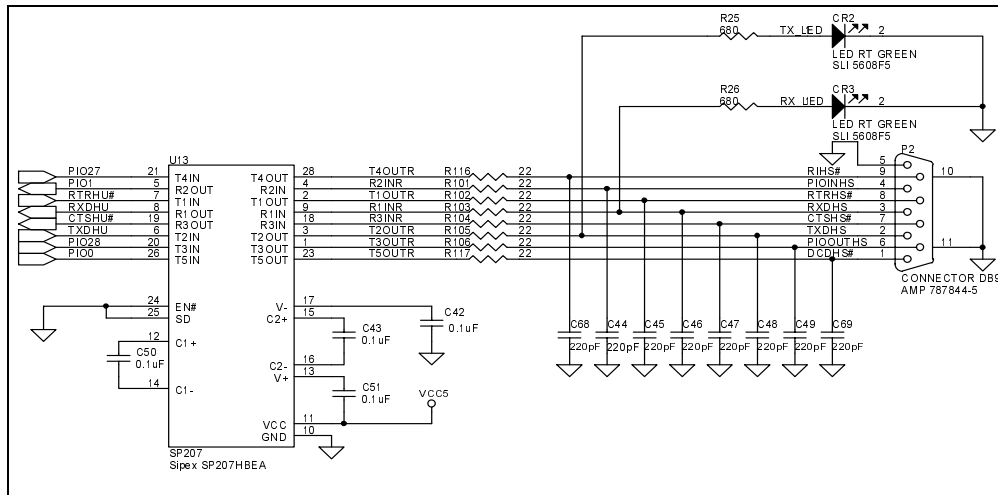 R25
680
TX_LED
CR2
2
LED RT GREEN
SLI 5608F5
R26
680
RX_LED
CR3
2
LED RT GREEN
SLI 5608F5
P2
U13
PIO27 21 T4IN T4OUT 28 T4OUTR R116 22 RIHS# 5
PIO1 5 R2OUT R2IN 4 R2INR R101 22 PIOINHS 9
RTRHU# 7 T1IN T1OUT 2 T1OUTR R102 22 RTRHS# 4
RXDHU 8 R1OUT R1IN 9 R1INR R103 22 RXDHS 8
CTSHU# 19 R3OUT R3IN 18 R3INR R104 22 CTSHS# 3
TXDHU 6 T2IN T2OUT 3 T2OUTR R105 22 TXDHS 7
PIO28 20 T3IN T3OUT 1 T3OUTR R106 22 PIOOUTHS 2
PIO0 26 T5IN T5OUT 23 T5OUTR R117 22 DCDHS# 6
1
10
11
CONNECTOR DB9
AMP 787844-5
24 EN#
25 SD
12 C1+
C50
0.1uF
14 C1-
V- 17
C2+ 15
C42
0.1uF
C43
0.1uF
C2- 16
V+ 13
C51
0.1uF
VCC5
VCC 11
GND 10
SP207
Sipex SP207HBEA
C68 C44 C45 C46 C47 C48 C49 C69
220pF 220pF 220pF 220pF 220pF 220pF 220pF 220pF